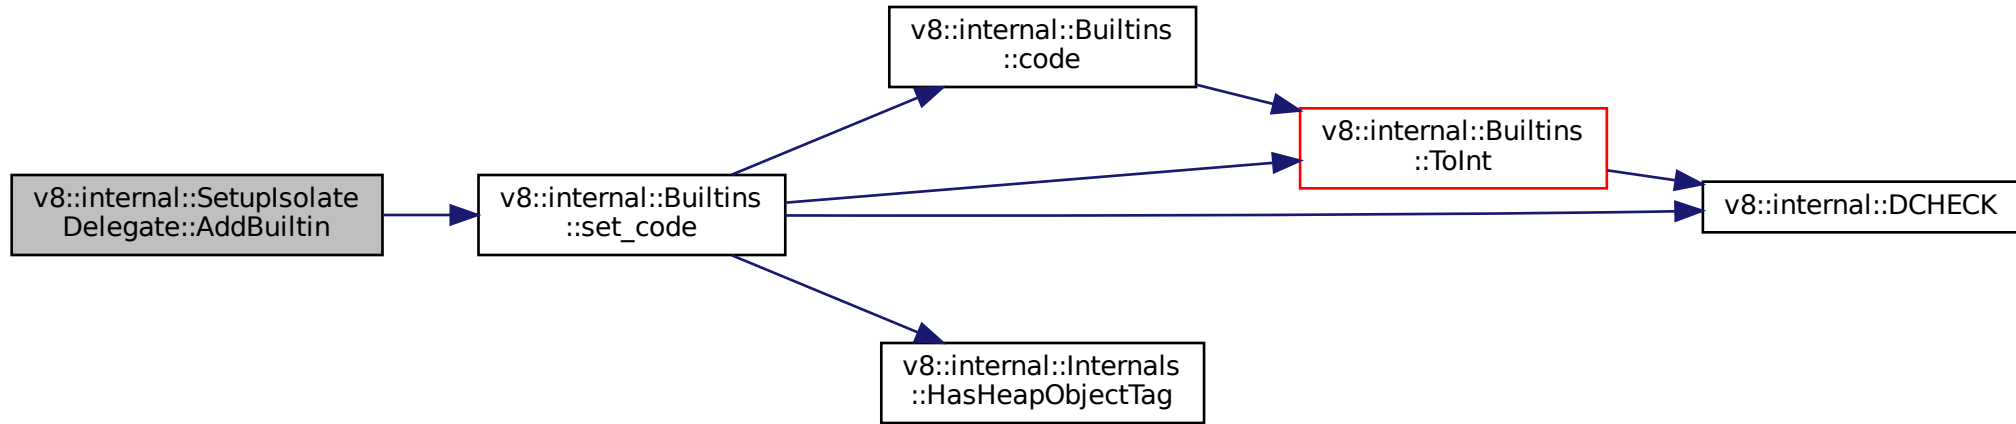 v8::internal::SetupIsolate
Delegate::AddBuiltin
v8::internal::Builtins
::set_code
v8::internal::Builtins
::code
v8::internal::Builtins
::ToInt
v8::internal::DCHECK
v8::internal::Internals
::HasHeapObjectTag